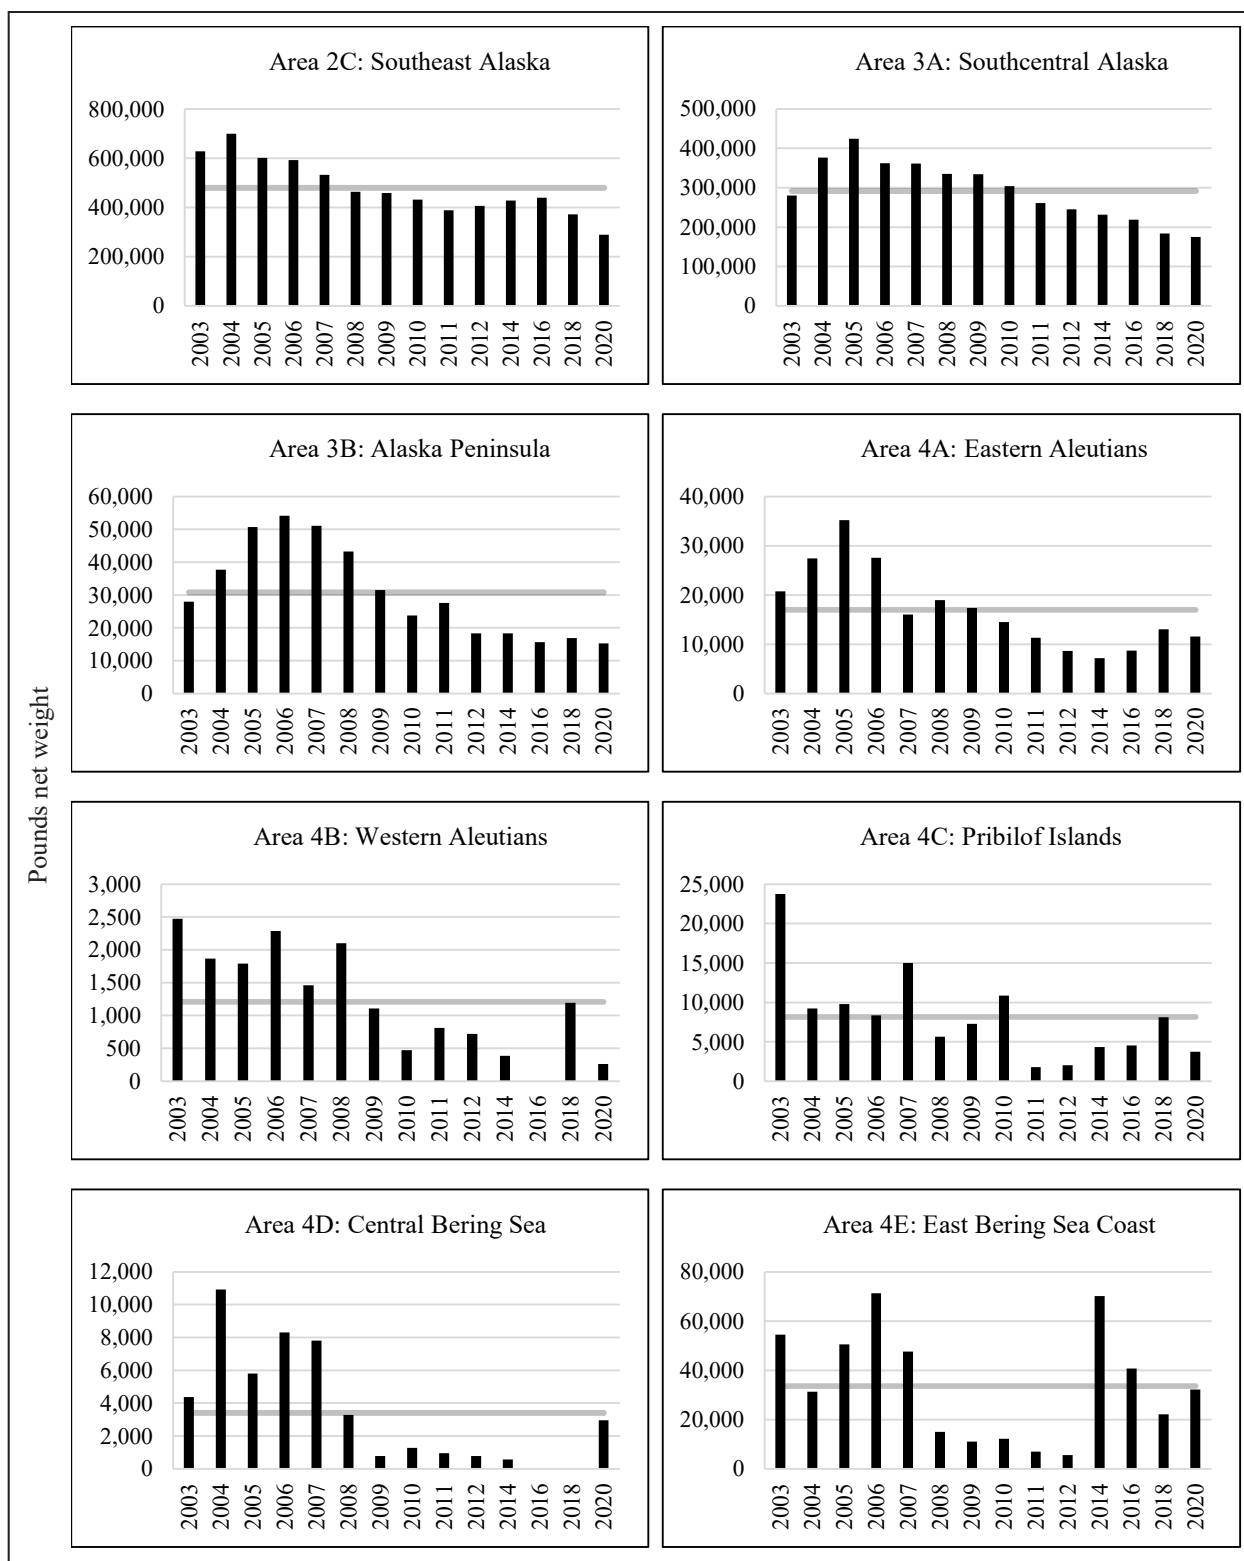 Pounds net weight
Area 2C: Southeast Alaska
800,000
600,000
400,000
200,000
0
2003 2004 2005 2006 2007 2008 2009 2010 2011 2012 2014 2016 2018 2020
Area 3A: Southcentral Alaska
500,000
400,000
300,000
200,000
100,000
0
2003 2004 2005 2006 2007 2008 2009 2010 2011 2012 2014 2016 2018 2020
Area 3B: Alaska Peninsula
60,000
50,000
40,000
30,000
20,000
10,000
0
2003 2004 2005 2006 2007 2008 2009 2010 2011 2012 2014 2016 2018 2020
Area 4A: Eastern Aleutians
40,000
30,000
20,000
10,000
0
2003 2004 2005 2006 2007 2008 2009 2010 2011 2012 2014 2016 2018 2020
Area 4B: Western Aleutians
3,000
2,500
2,000
1,500
1,000
500
0
2003 2004 2005 2006 2007 2008 2009 2010 2011 2012 2014 2016 2018 2020
Area 4C: Pribilof Islands
25,000
20,000
15,000
10,000
5,000
0
2003 2004 2005 2006 2007 2008 2009 2010 2011 2012 2014 2016 2018 2020
Area 4D: Central Bering Sea
12,000
10,000
8,000
6,000
4,000
2,000
0
2003 2004 2005 2006 2007 2008 2009 2010 2011 2012 2014 2016 2018 2020
Area 4E: East Bering Sea Coast
80,000
60,000
40,000
20,000
0
2003 2004 2005 2006 2007 2008 2009 2010 2011 2012 2014 2016 2018 2020